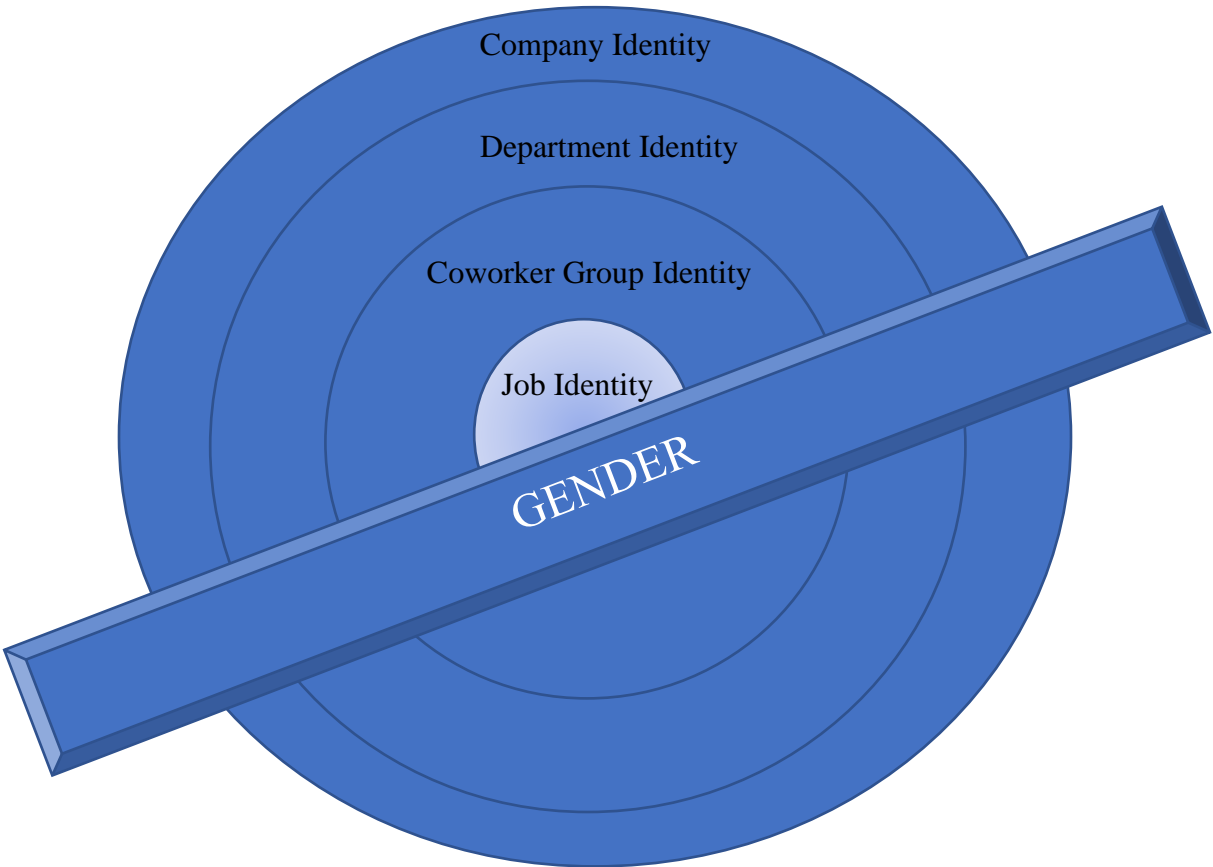 Company Identity
Department Identity
Coworker Group Identity
Job Identity
GENDER